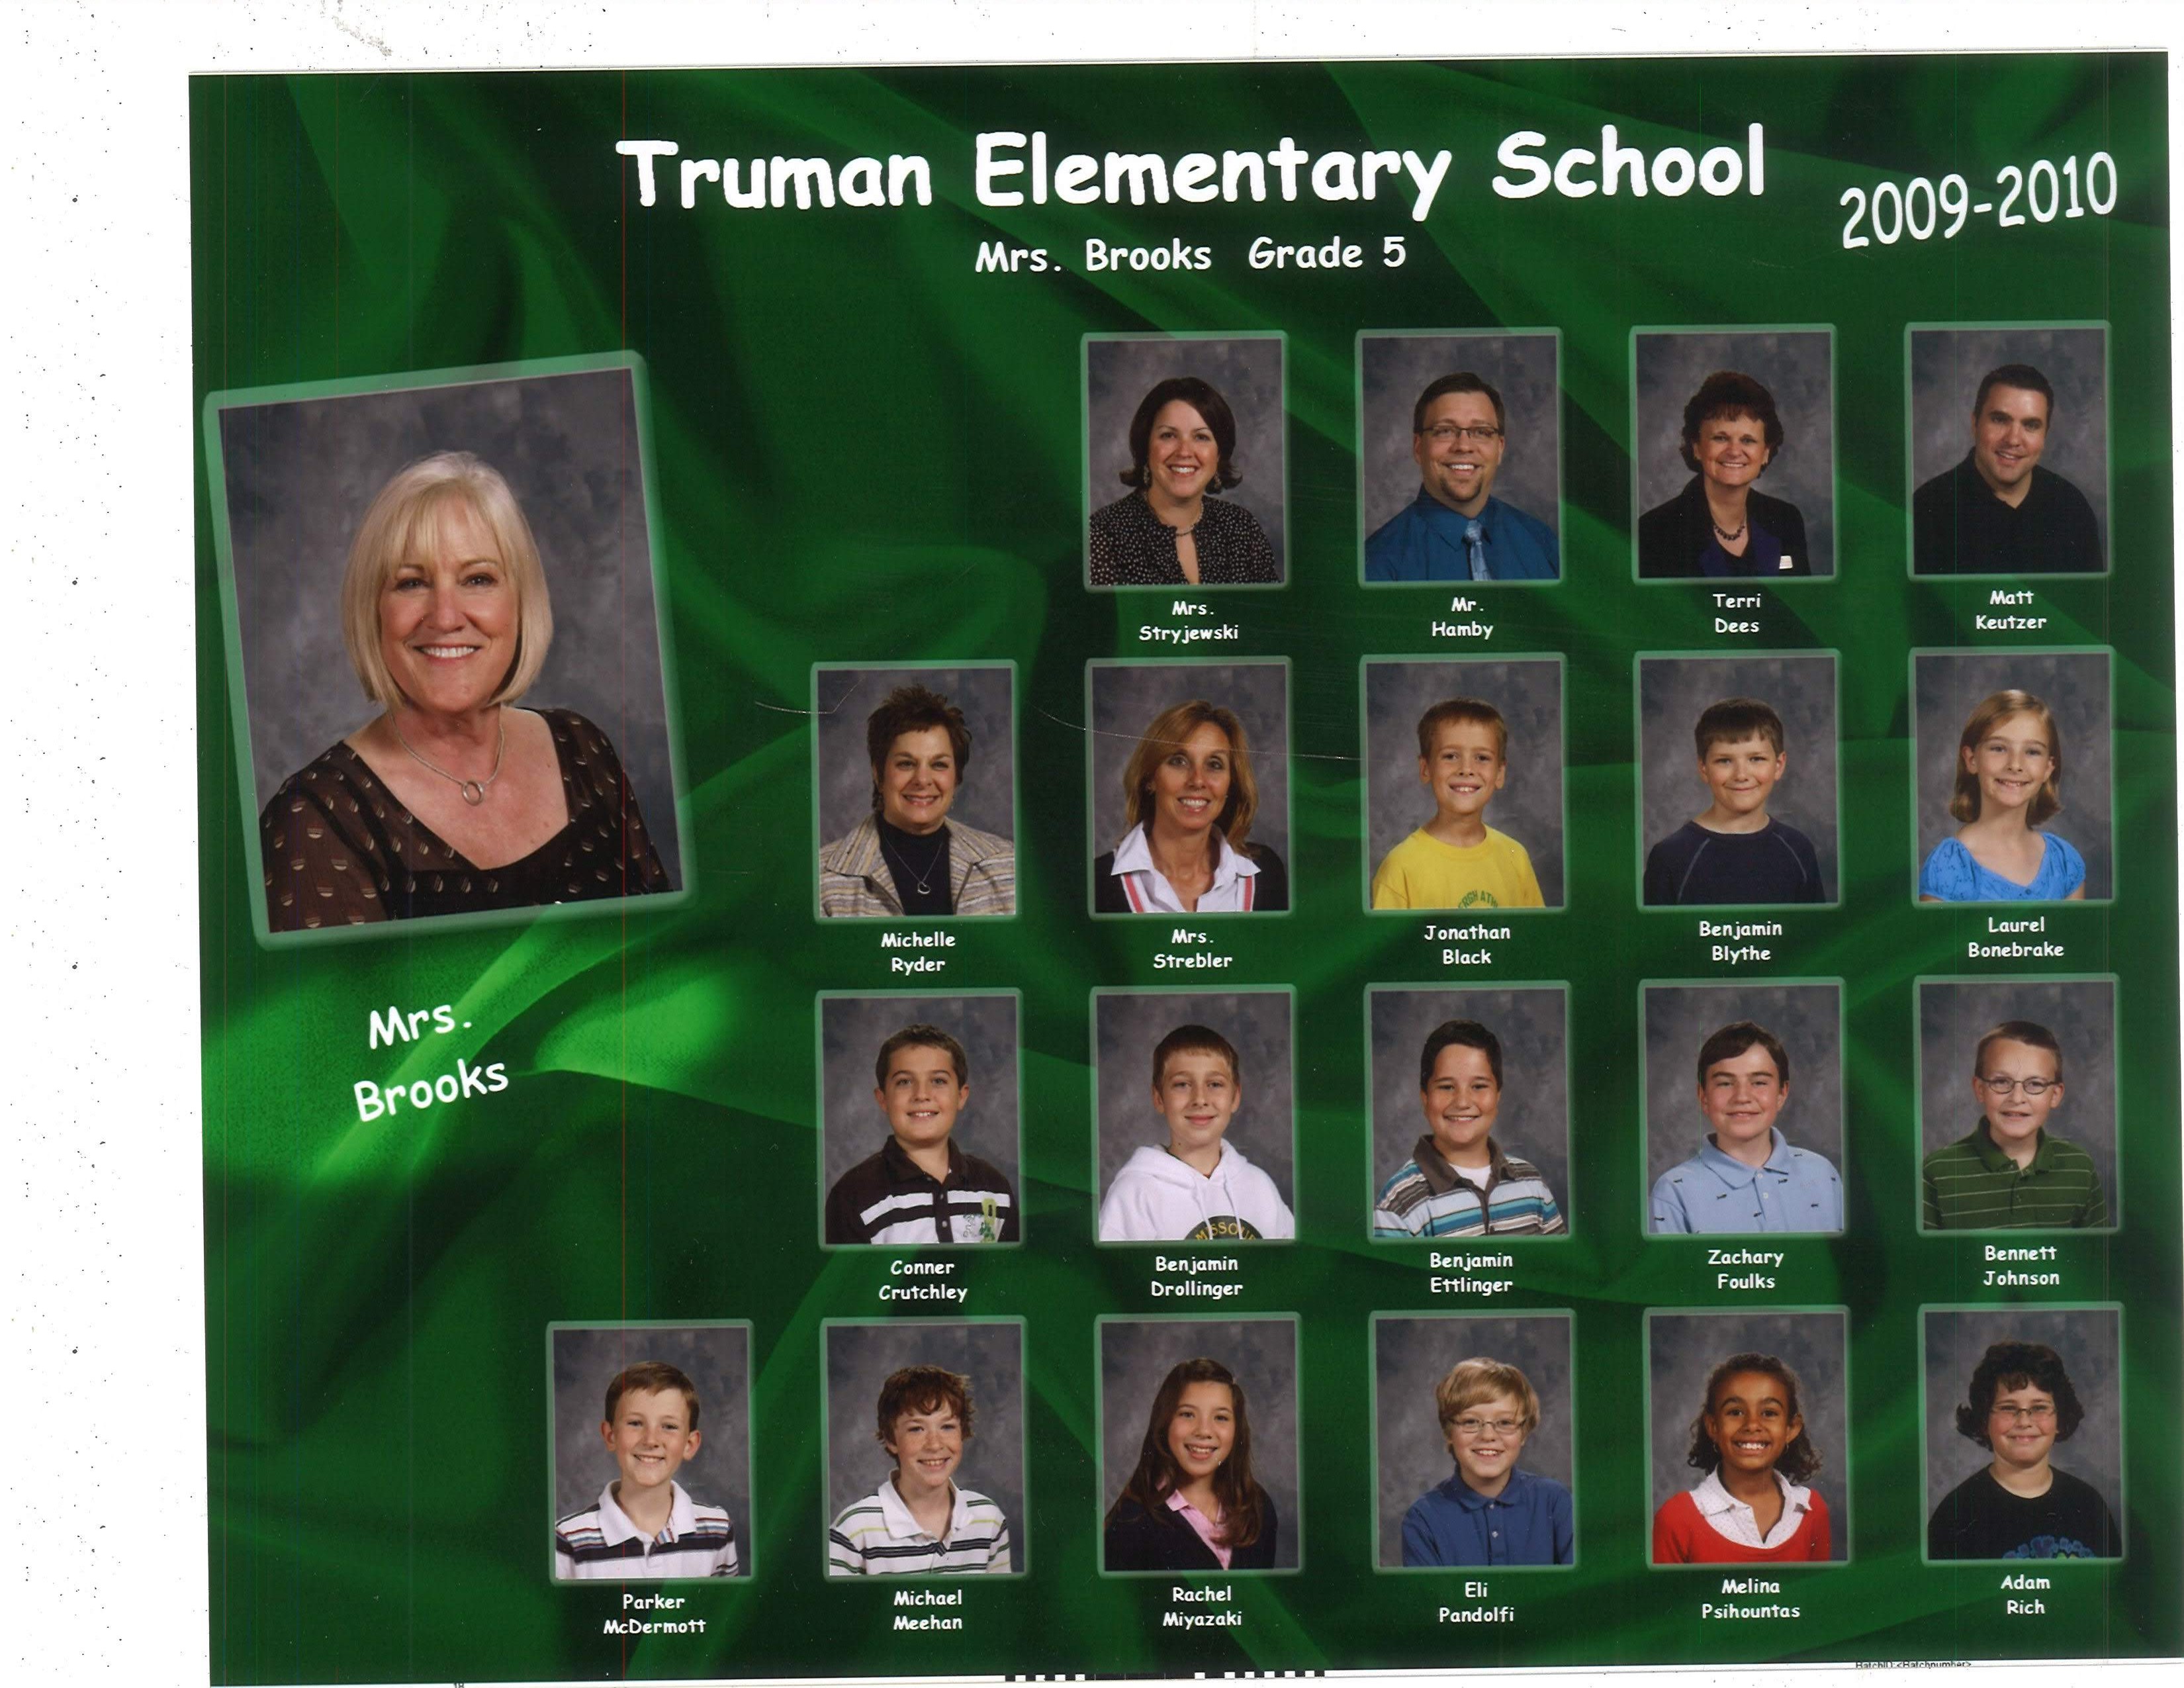 Truman Elementary School
2009-2010
Mrs. Brooks Grade 5
Mrs.
Brooks
Mrs.
Stryjewski
Mr.
Hamby
Terri
Dees
Matt
Keutzer
Michelle
Ryder
Mrs.
Strebler
Jonathan
Black
Benjamin
Blythe
Laurel
Bonebrake
Conner
Crutchley
Benjamin
Drollinger
MISSOU
Benjamin
Ettlinger
Zachary
Foulks
Bennett
Johnson
Parker
McDermott
Michael
Meehan
Rachel
Miyazaki
Eli
Pandolfi
Melina
Psihountas
Adam
Rich